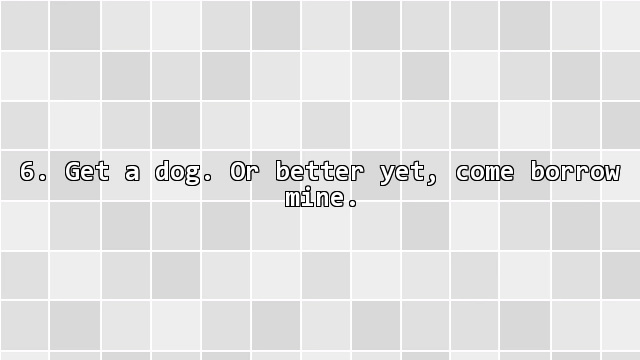 6. Get a dog. Or better yet, come borrow
mine.